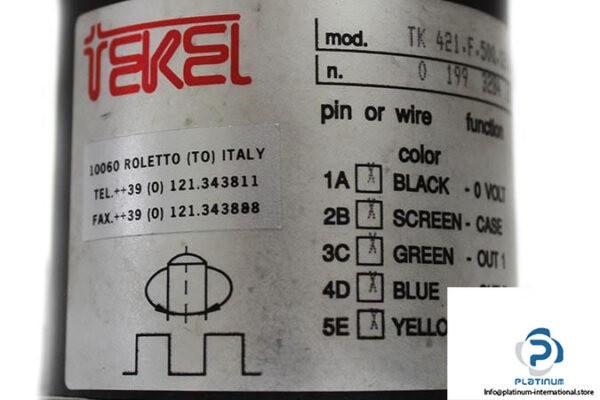 TEKEL
mod. TK 421.F.500.
n. 0 199
pin or wire function
color
10060 ROLETTO (TO) ITALY
TEL.++39 (0) 121.343811
FAX.++39 (0) 121.343888
1A X BLACK - 0 VOLT
2B X SCREEN - CASE
3C X GREEN - OUT 1
4D X BLUE
5E X YELLO
P
PLATINUM
Info@platinum-international.store